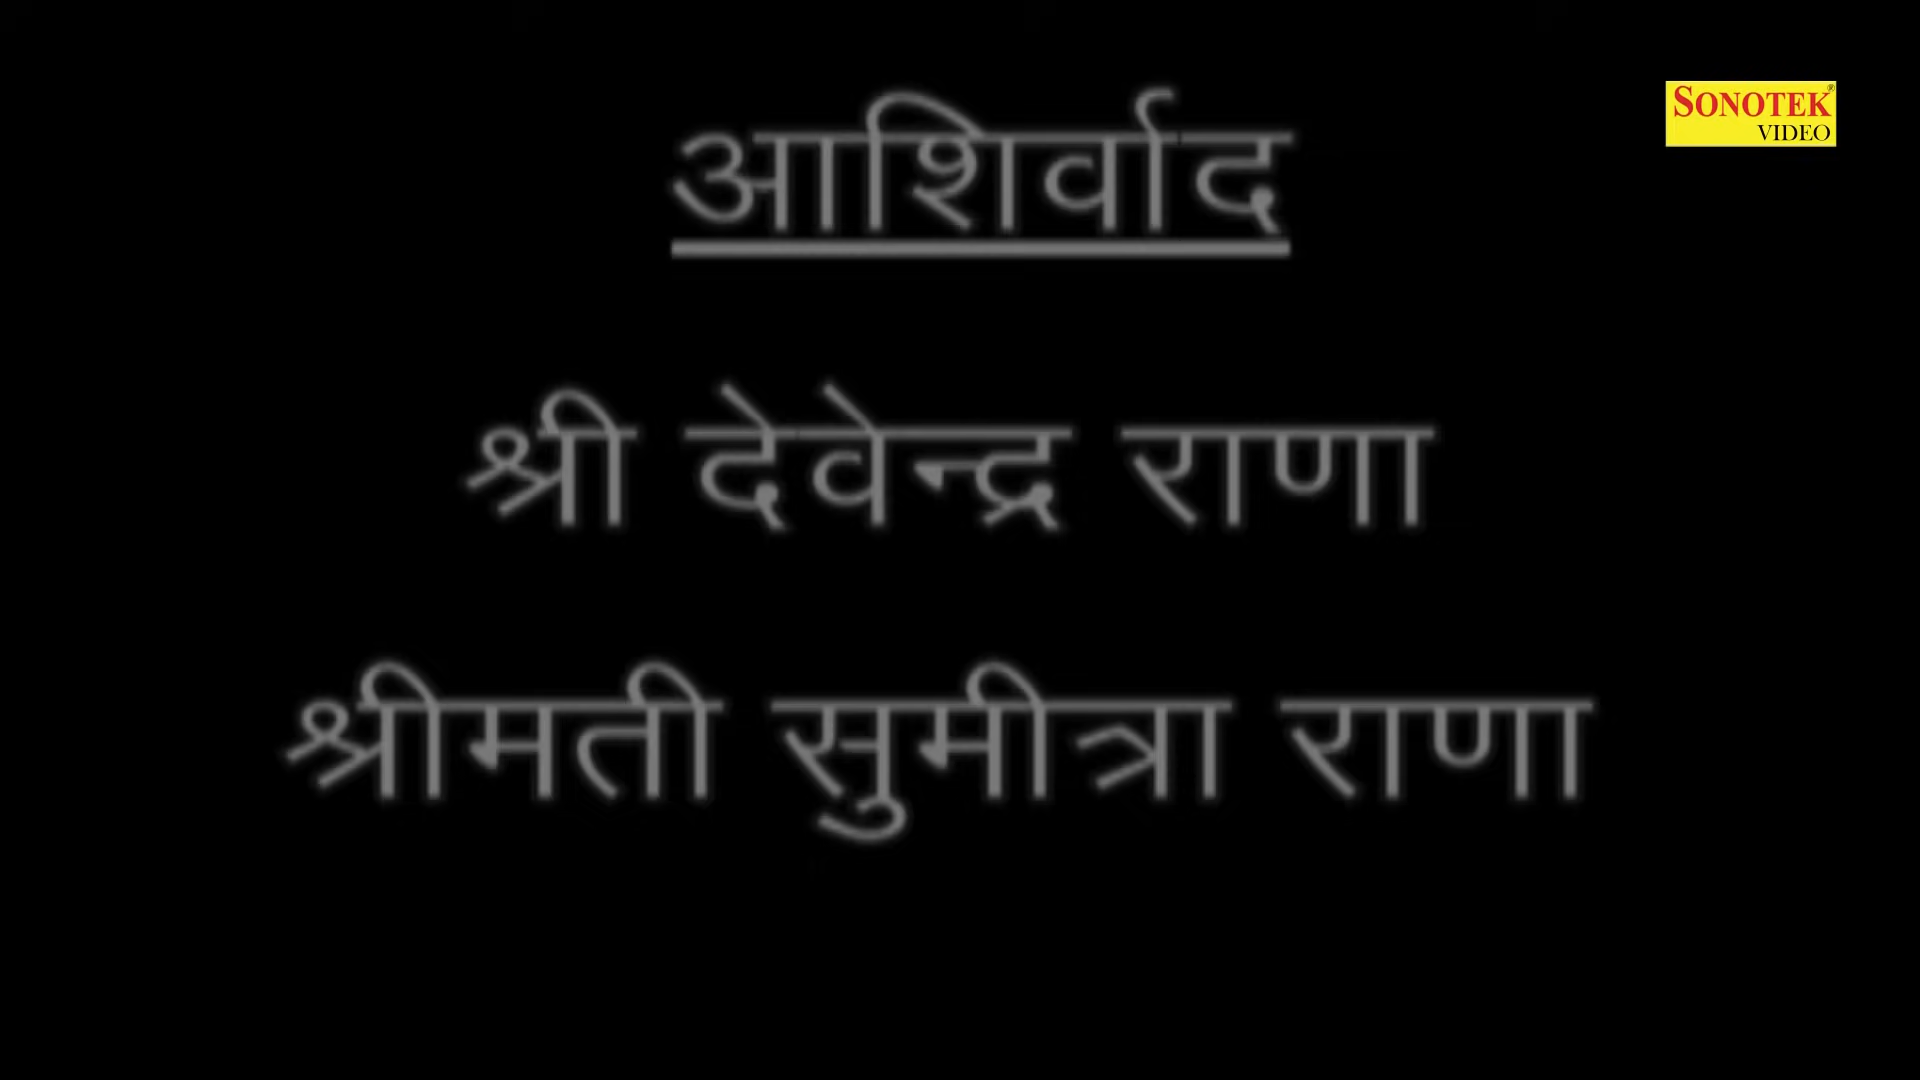 SONOTEK®
VIDEO
आशिर्वाद
श्री देवेन्द्र राणा
श्रीमती सुमीत्रा राणा